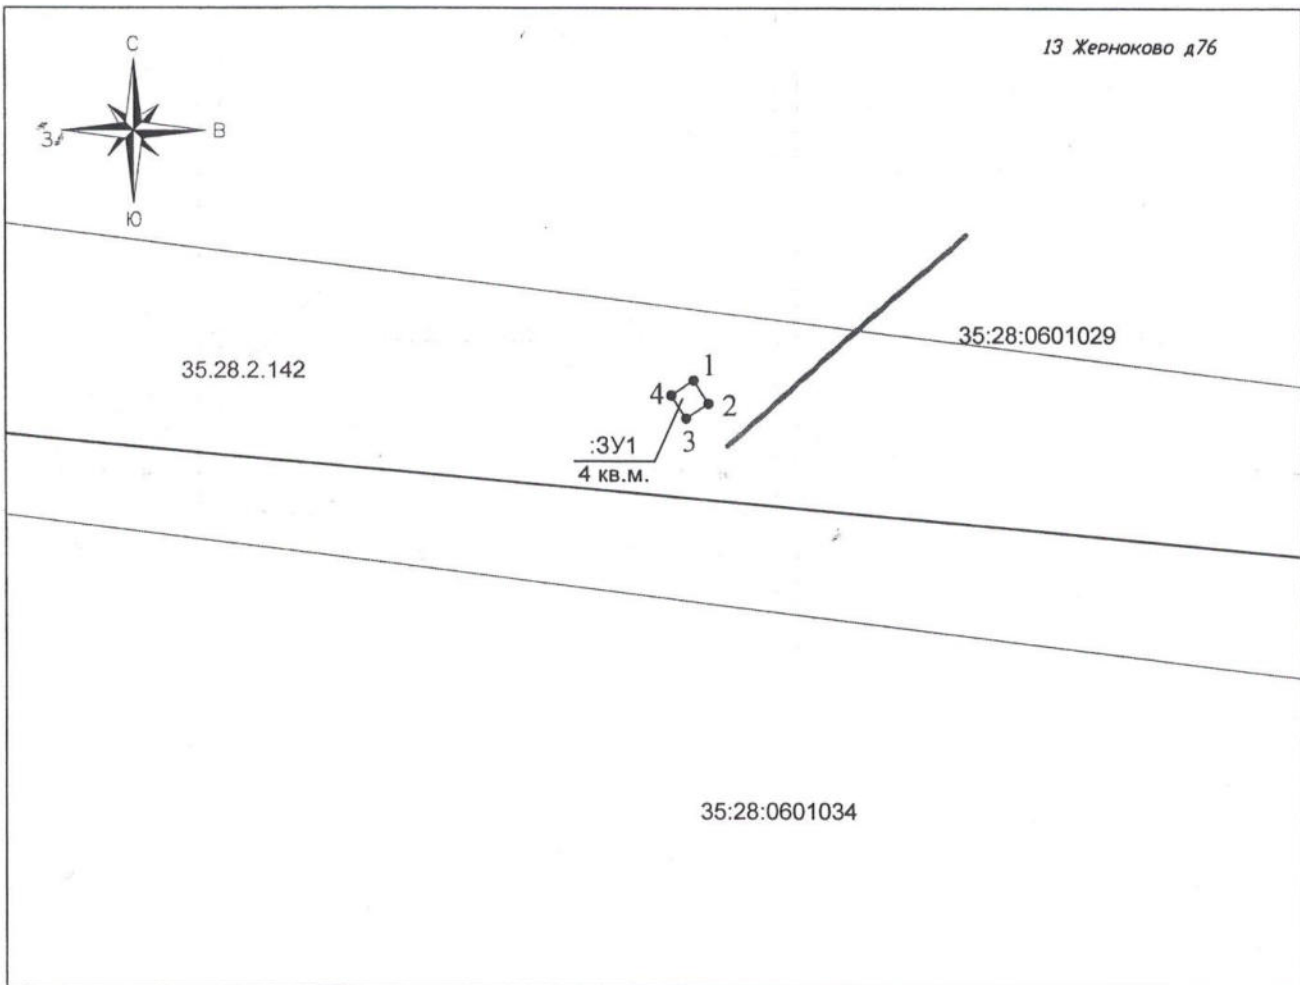 13 Жерноково д76
С
З
В
Ю
35:28:0601029
35.28.2.142
1
4
2
3
:ЗУ1
4 кв.м.
35:28:0601034